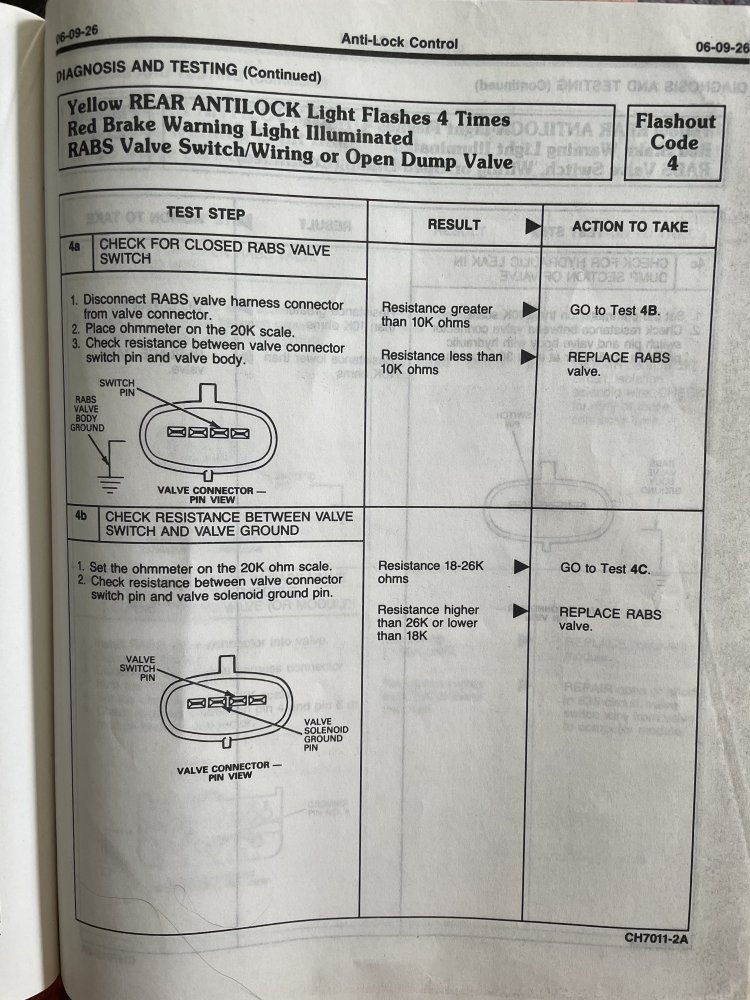 06-09-26
Anti-Lock Control
06-09-26
DIAGNOSIS AND TESTING (Continued)
Yellow REAR ANTILOCK Light Flashes 4 Times
Red Brake Warning Light Illuminated
RABS Valve Switch/Wiring or Open Dump Valve
Flashout
Code
4
TEST STEP
RESULT
ACTION TO TAKE
4a
CHECK FOR CLOSED RABS VALVE
SWITCH
1. Disconnect RABS valve harness connector
from valve connector.
2. Place ohmmeter on the 20K scale.
3. Check resistance between valve connector
switch pin and valve body.
Resistance greater
than 10K ohms
GO to Test 4B.
Resistance less than
10K ohms
REPLACE RABS
valve.
SWITCH
PIN
RABS
VALVE
BODY
GROUND
VALVE CONNECTOR —
PIN VIEW
4b
CHECK RESISTANCE BETWEEN VALVE
SWITCH AND VALVE GROUND
1. Set the ohmmeter on the 20K ohm scale.
2. Check resistance between valve connector
switch pin and valve solenoid ground pin.
Resistance 18-26K
ohms
GO to Test 4C.
Resistance higher
than 26K or lower
than 18K
REPLACE RABS
valve.
VALVE
SWITCH
PIN
VALVE
SOLENOID
GROUND
PIN
VALVE CONNECTOR —
PIN VIEW
CH7011-2A